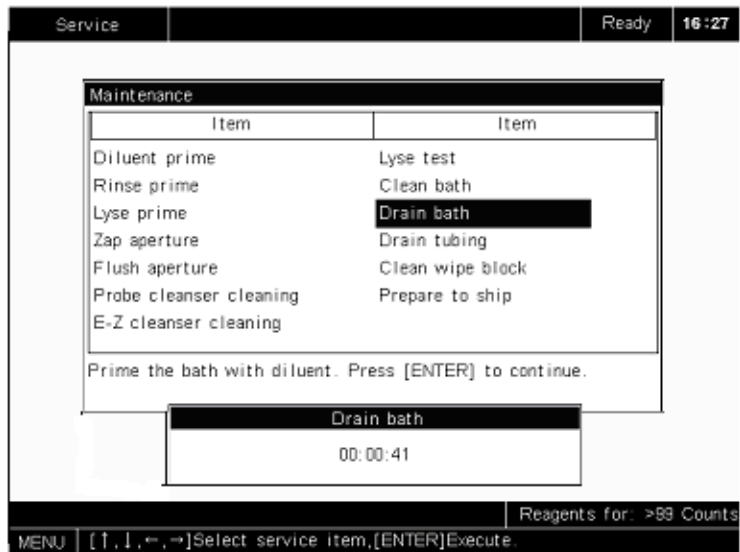 Service Ready 16:27
Maintenance
Item Item
Diluent prime Lyse test
Rinse prime Clean bath
Lyse prime Drain bath
Zap aperture Drain tubing
Flush aperture Clean wipe block
Probe cleanser cleaning Prepare to ship
E-Z cleanser cleaning
Prime the bath with diluent. Press [ENTER] to continue.
Drain bath
00:00:41
Reagents for: >99 Counts
MENU [↑,↓,←,→]Select service item,[ENTER]Execute.